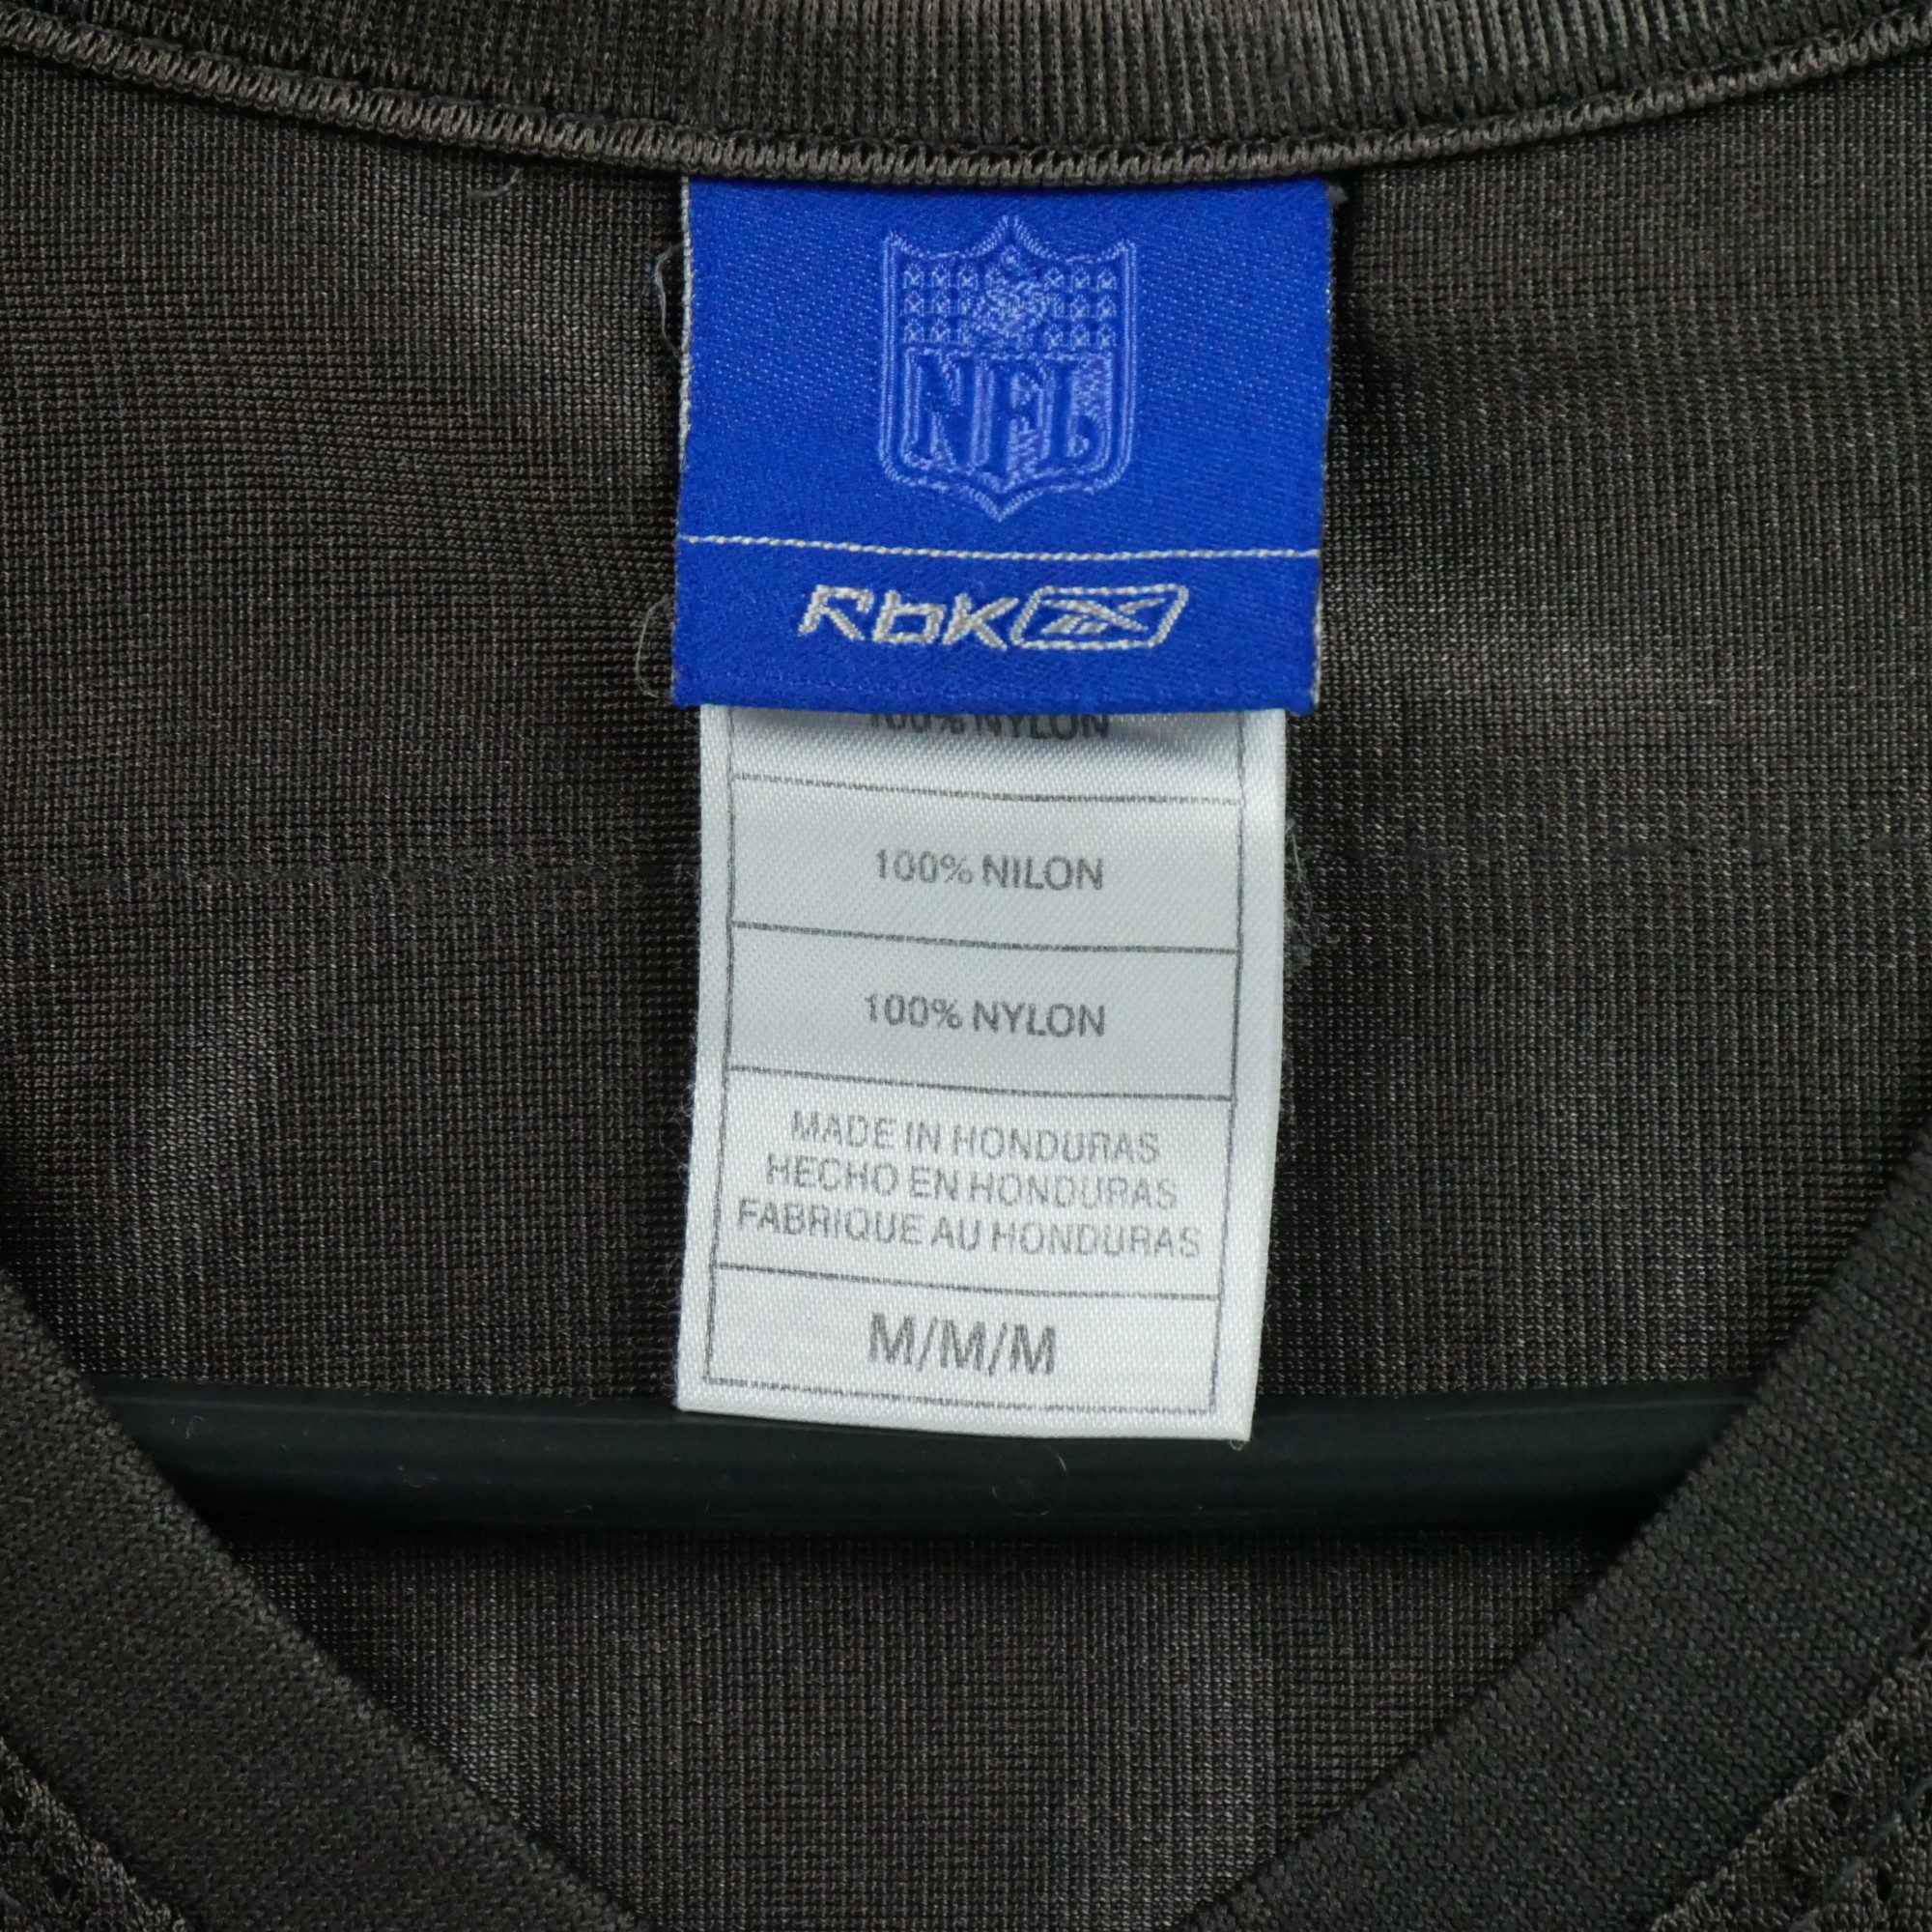 NFL
RbK
100% NYLON
100% NILON
100% NYLON
MADE IN HONDURAS
HECHO EN HONDURAS
FABRIQUE AU HONDURAS
M/M/M